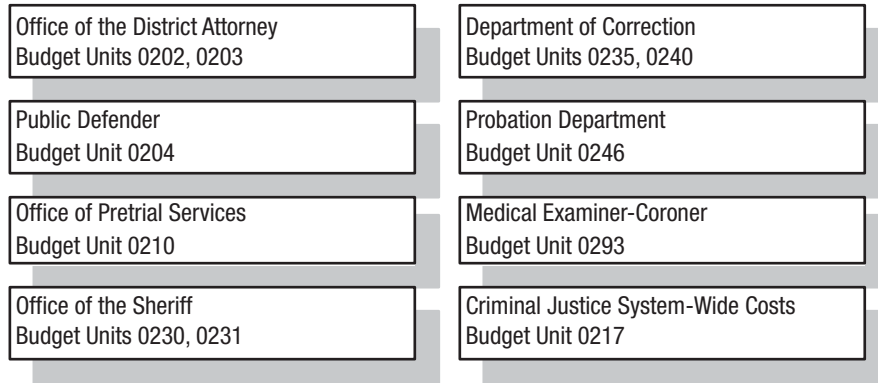 Office of the District Attorney
Budget Units 0202, 0203
Public Defender
Budget Unit 0204
Office of Pretrial Services
Budget Unit 0210
Office of the Sheriff
Budget Units 0230, 0231
Department of Correction
Budget Units 0235, 0240
Probation Department
Budget Unit 0246
Medical Examiner-Coroner
Budget Unit 0293
Criminal Justice System-Wide Costs
Budget Unit 0217